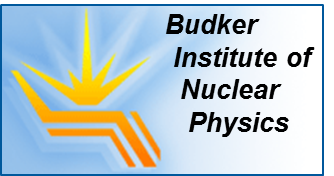 Budker
Institute of
Nuclear
Physics